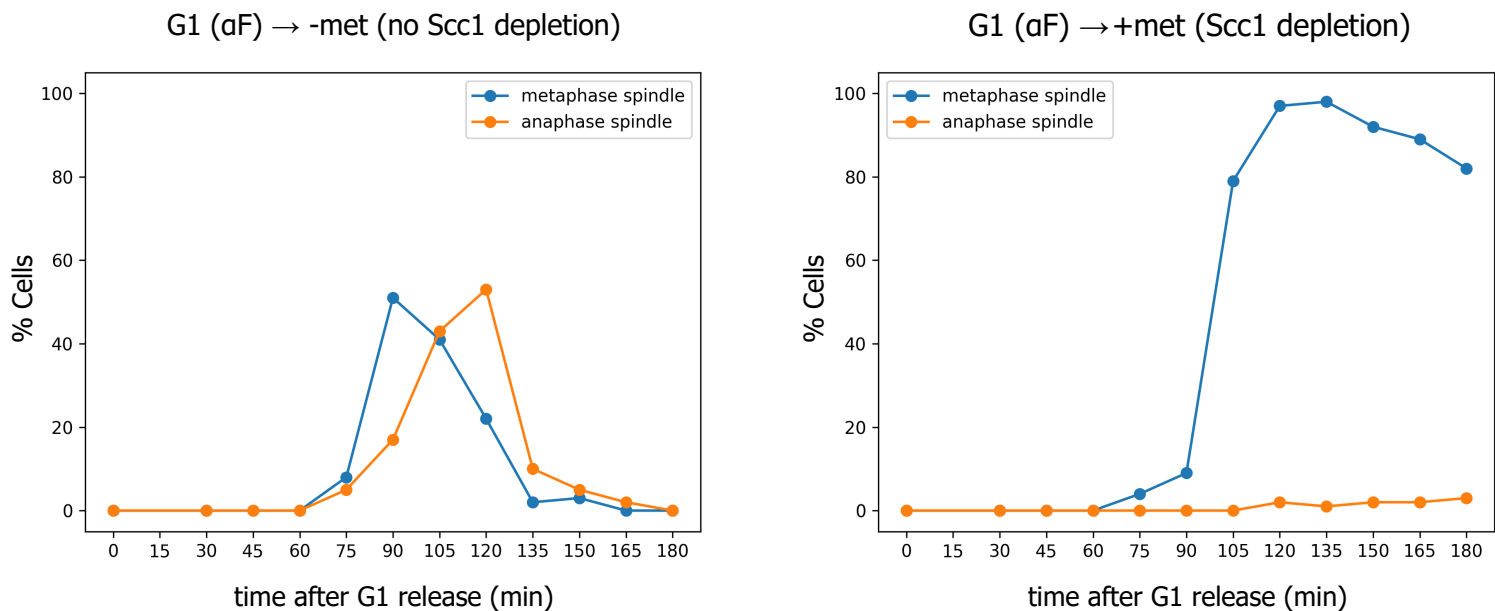 G1 (αF) → -met (no Scc1 depletion)
100
80
60
40
20
0
% Cells
metaphase spindle
anaphase spindle
0 15 30 45 60 75 90 105 120 135 150 165 180
time after G1 release (min)
G1 (αF) →+met (Scc1 depletion)
100
80
60
40
20
0
% Cells
metaphase spindle
anaphase spindle
0 15 30 45 60 75 90 105 120 135 150 165 180
time after G1 release (min)